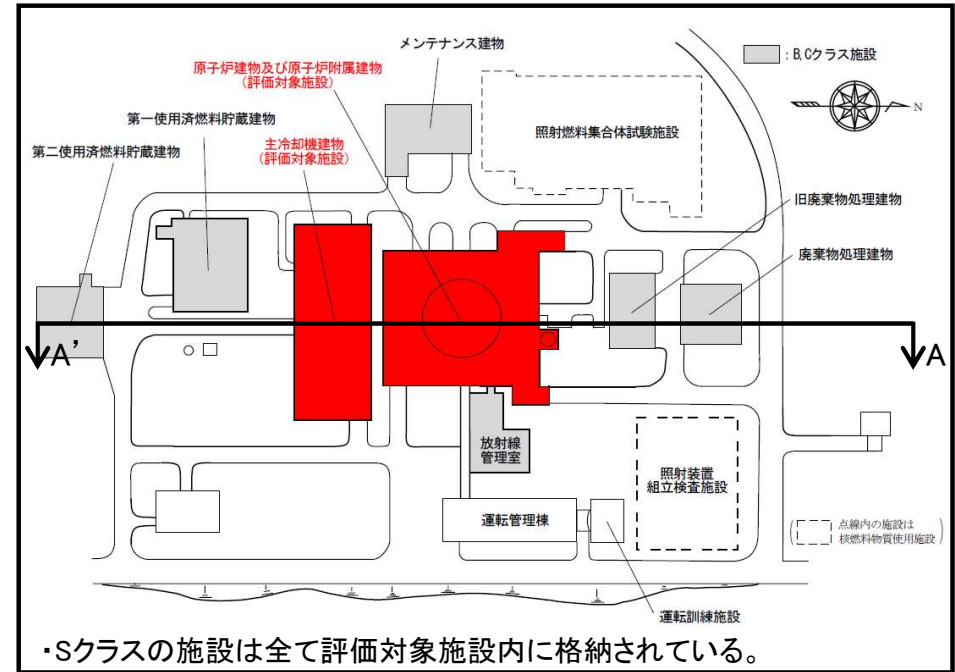 メンテナンス建物
:B,Cクラス施設
原子炉建物及び原子炉附属建物
(評価対象施設)
N
第一使用済燃料貯蔵建物
照射燃料集合体試験施設
主冷却機建物
(評価対象施設)
第二使用済燃料貯蔵建物
旧廃棄物処理建物
廃棄物処理建物
A’
A
放射線
管理室
照射装置
組立検査施設
運転管理棟
点線内の施設は
核燃料物質使用施設
運転訓練施設
・Sクラスの施設は全て評価対象施設内に格納されている。